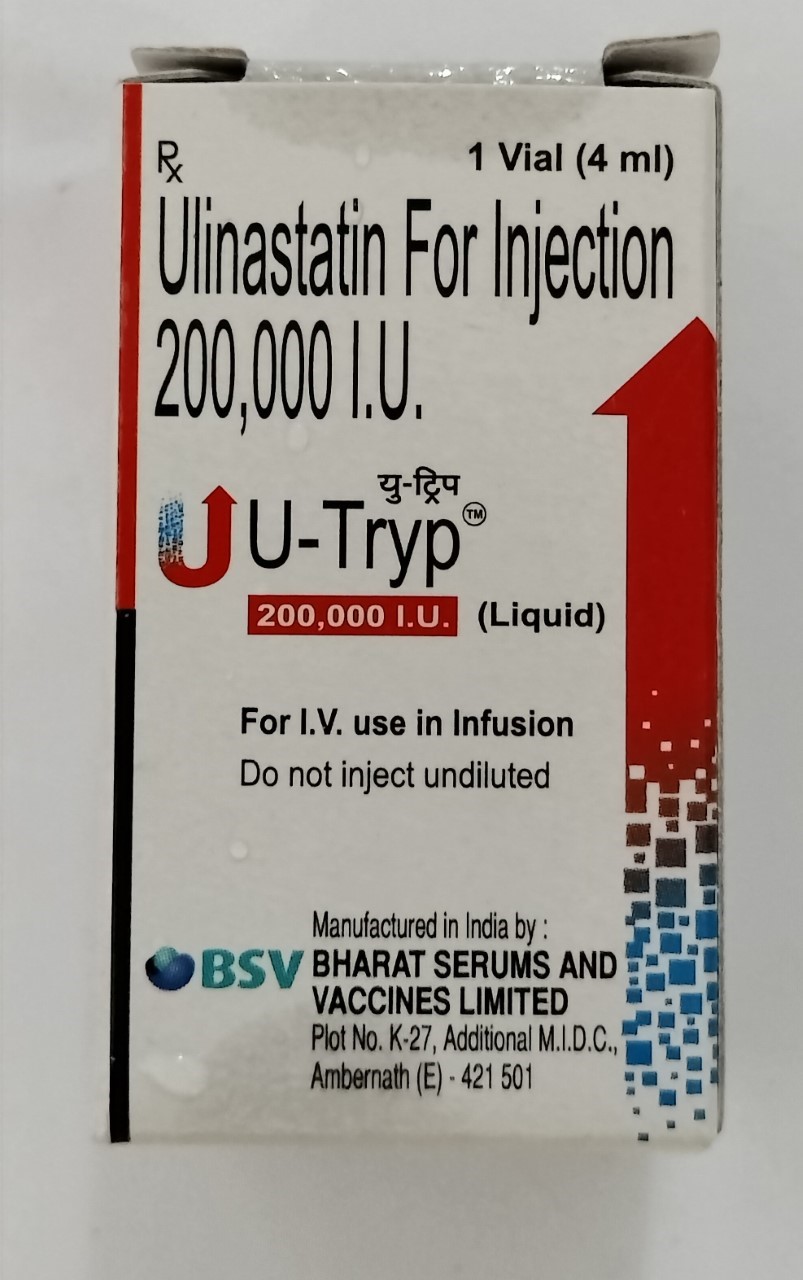 Rx
1 Vial (4 ml)
Ulinastatin For Injection
200,000 I.U.
यु-ट्रिप
U U-Tryp™
200,000 I.U. (Liquid)
For I.V. use in Infusion
Do not inject undiluted
Manufactured in India by :
BSV BHARAT SERUMS AND
VACCINES LIMITED
Plot No. K-27, Additional M.I.D.C.,
Ambernath (E) - 421 501